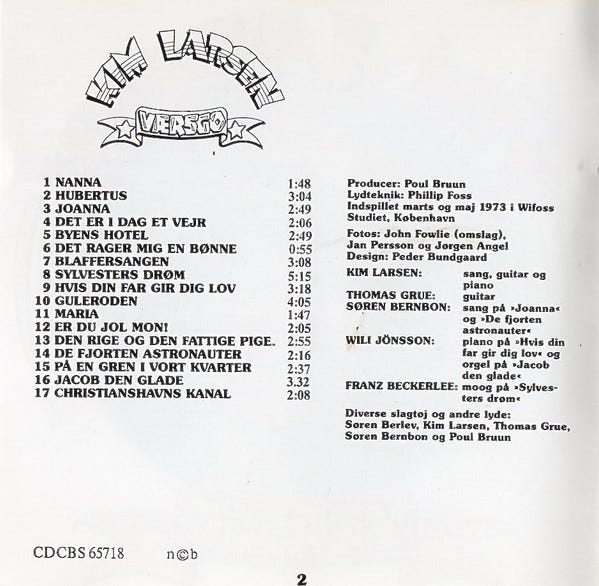 KIM LARSEN
VÆRSGO
1 NANNA 1:48
2 HUBERTUS 3:04
3 JOANNA 2:49
4 DET ER I DAG ET VEJR 2:06
5 BYENS HOTEL 2:49
6 DET RAGER MIG EN BØNNE 0:55
7 BLAFFERSANGEN 3:08
8 SYLVESTERS DRØM 5:15
9 HVIS DIN FAR GIR DIG LOV 3:18
10 GULERODEN 4:05
11 MARIA 1:47
12 ER DU JOL MON! 2:05
13 DEN RIGE OG DEN FATTIGE PIGE. 2:55
14 DE FJORTEN ASTRONAUTER 2:16
15 PÅ EN GREN I VORT KVARTER 2:37
16 JACOB DEN GLADE 3.32
17 CHRISTIANSHAVNS KANAL 2:08
Producer: Poul Bruun
Lydteknik: Phillip Foss
Indspillet marts og maj 1973 i Wifoss
Studiet, København
Fotos: John Fowlie (omslag),
Jan Persson og Jørgen Angel
Design: Peder Bundgaard
KIM LARSEN: sang, guitar og
piano
THOMAS GRUE: guitar
SØREN BERNBON: sang på »Joanna«
og »De fjorten
astronauter«
WILI JÖNSSON: piano på »Hvis din
far gir dig lov« og
orgel på »Jacob
den glade«
FRANZ BECKERLEE: moog på »Sylves-
ters drøm«
Diverse slagtøj og andre lyde:
Søren Berlev, Kim Larsen, Thomas Grue,
Søren Bernbon og Poul Bruun
CDCBS 65718 n©b
2